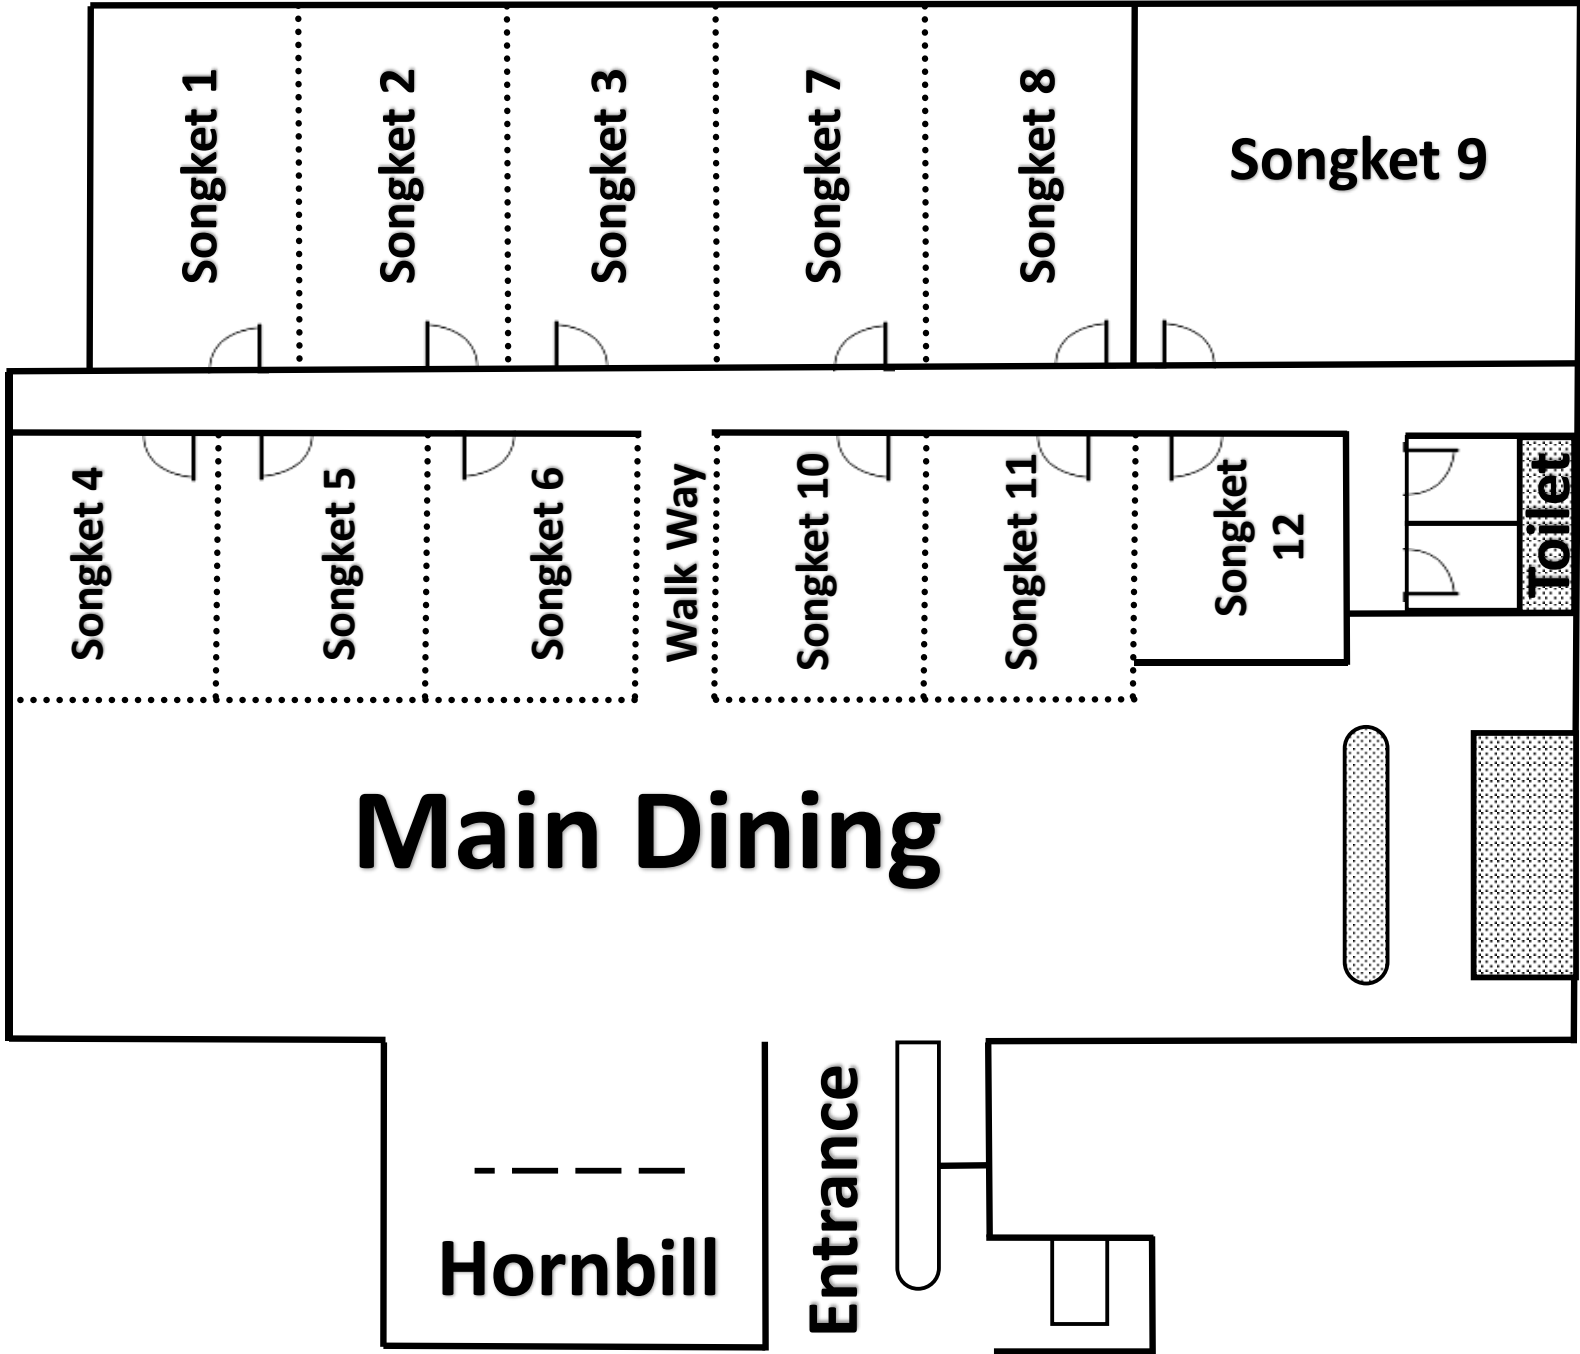 Songket 1
Songket 2
Songket 3
Songket 7
Songket 8
Songket 9
Songket 4
Songket 5
Songket 6
Walk Way
Songket 10
Songket 11
Songket
12
Toilet
Main Dining
Hornbill
Entrance